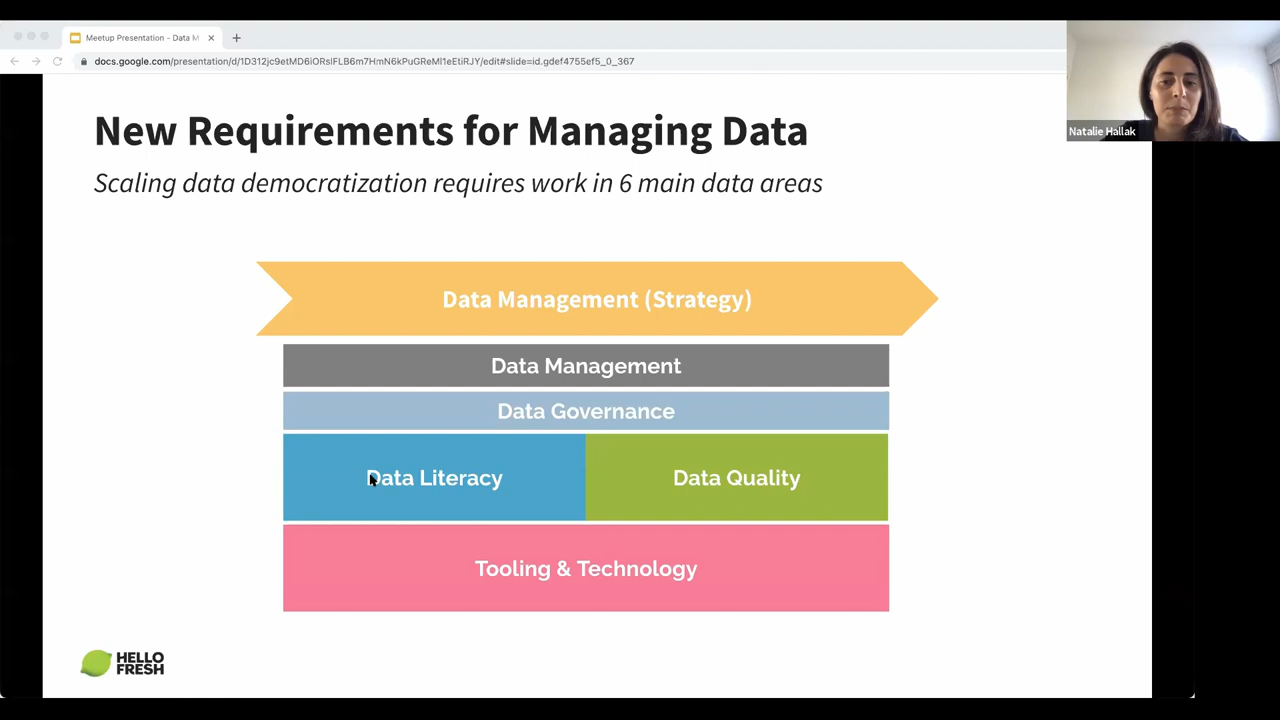 Meetup Presentation - Data M
docs.google.com/presentation/d/1D312jc9etMD6iORslFLB6m7HmN6kPuGReMl1eEtiRJY/edit#slide=id.gdef4755ef5_0_367
Natalie Hallak
New Requirements for Managing Data
Scaling data democratization requires work in 6 main data areas
Data Management (Strategy)
Data Management
Data Governance
Data Literacy
Data Quality
Tooling & Technology
HELLO
FRESH